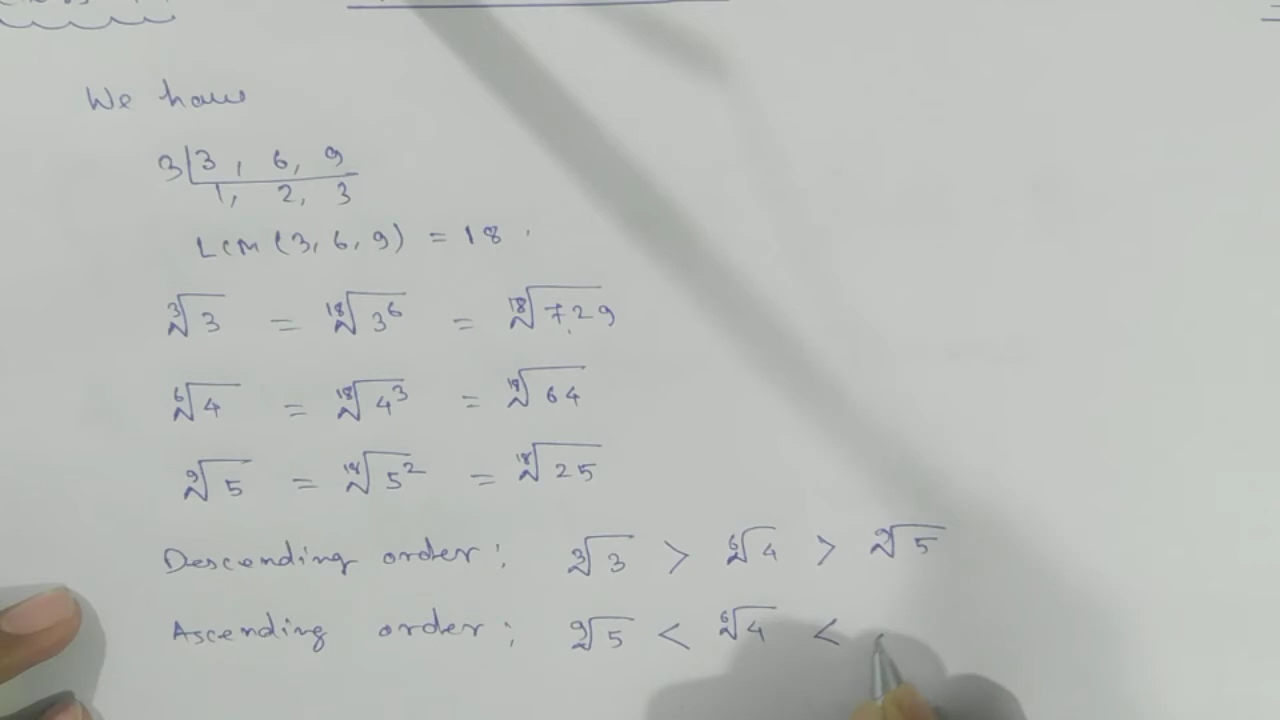 We have
3|3, 6, 9
1, 2, 3
LCM (3, 6, 9) = 18.
∛3 = ¹⁸√3⁶ = ¹⁸√729
⁶√4 = ¹⁸√4³ = ¹⁸√64
⁹√5 = ¹⁸√5² = ¹⁸√25
Descending order: ∛3 > ⁶√4 > ⁹√5
Ascending order: ⁹√5 < ⁶√4 <